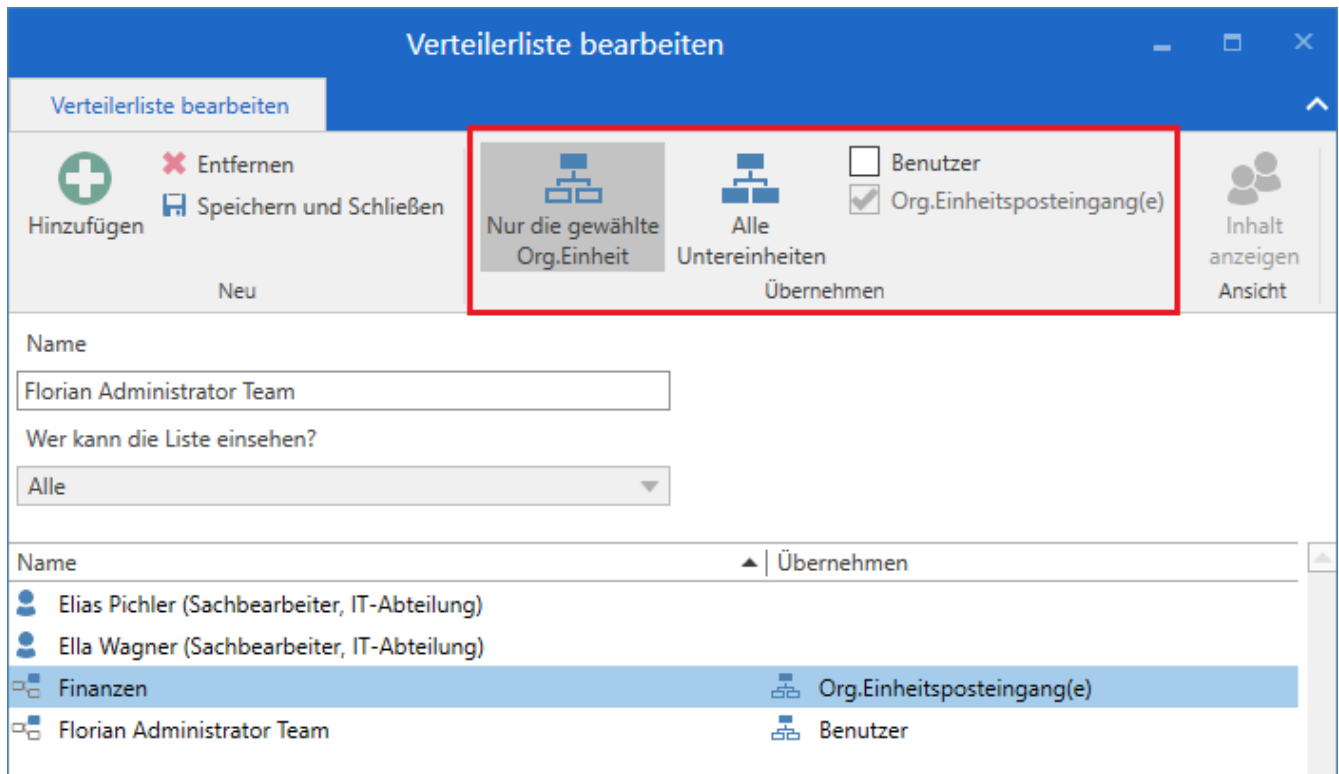 Verteilerliste bearbeiten
Verteilerliste bearbeiten
Hinzufügen
Entfernen
Speichern und Schließen
Neu
Nur die gewählte
Org.Einheit
Alle
Untereinheiten
Benutzer
Org.Einheitsposteingang(e)
Übernehmen
Inhalt
anzeigen
Ansicht
Name
Florian Administrator Team
Wer kann die Liste einsehen?
Alle
Name Übernehmen
Elias Pichler (Sachbearbeiter, IT-Abteilung)
Ella Wagner (Sachbearbeiter, IT-Abteilung)
Finanzen Org.Einheitsposteingang(e)
Florian Administrator Team Benutzer